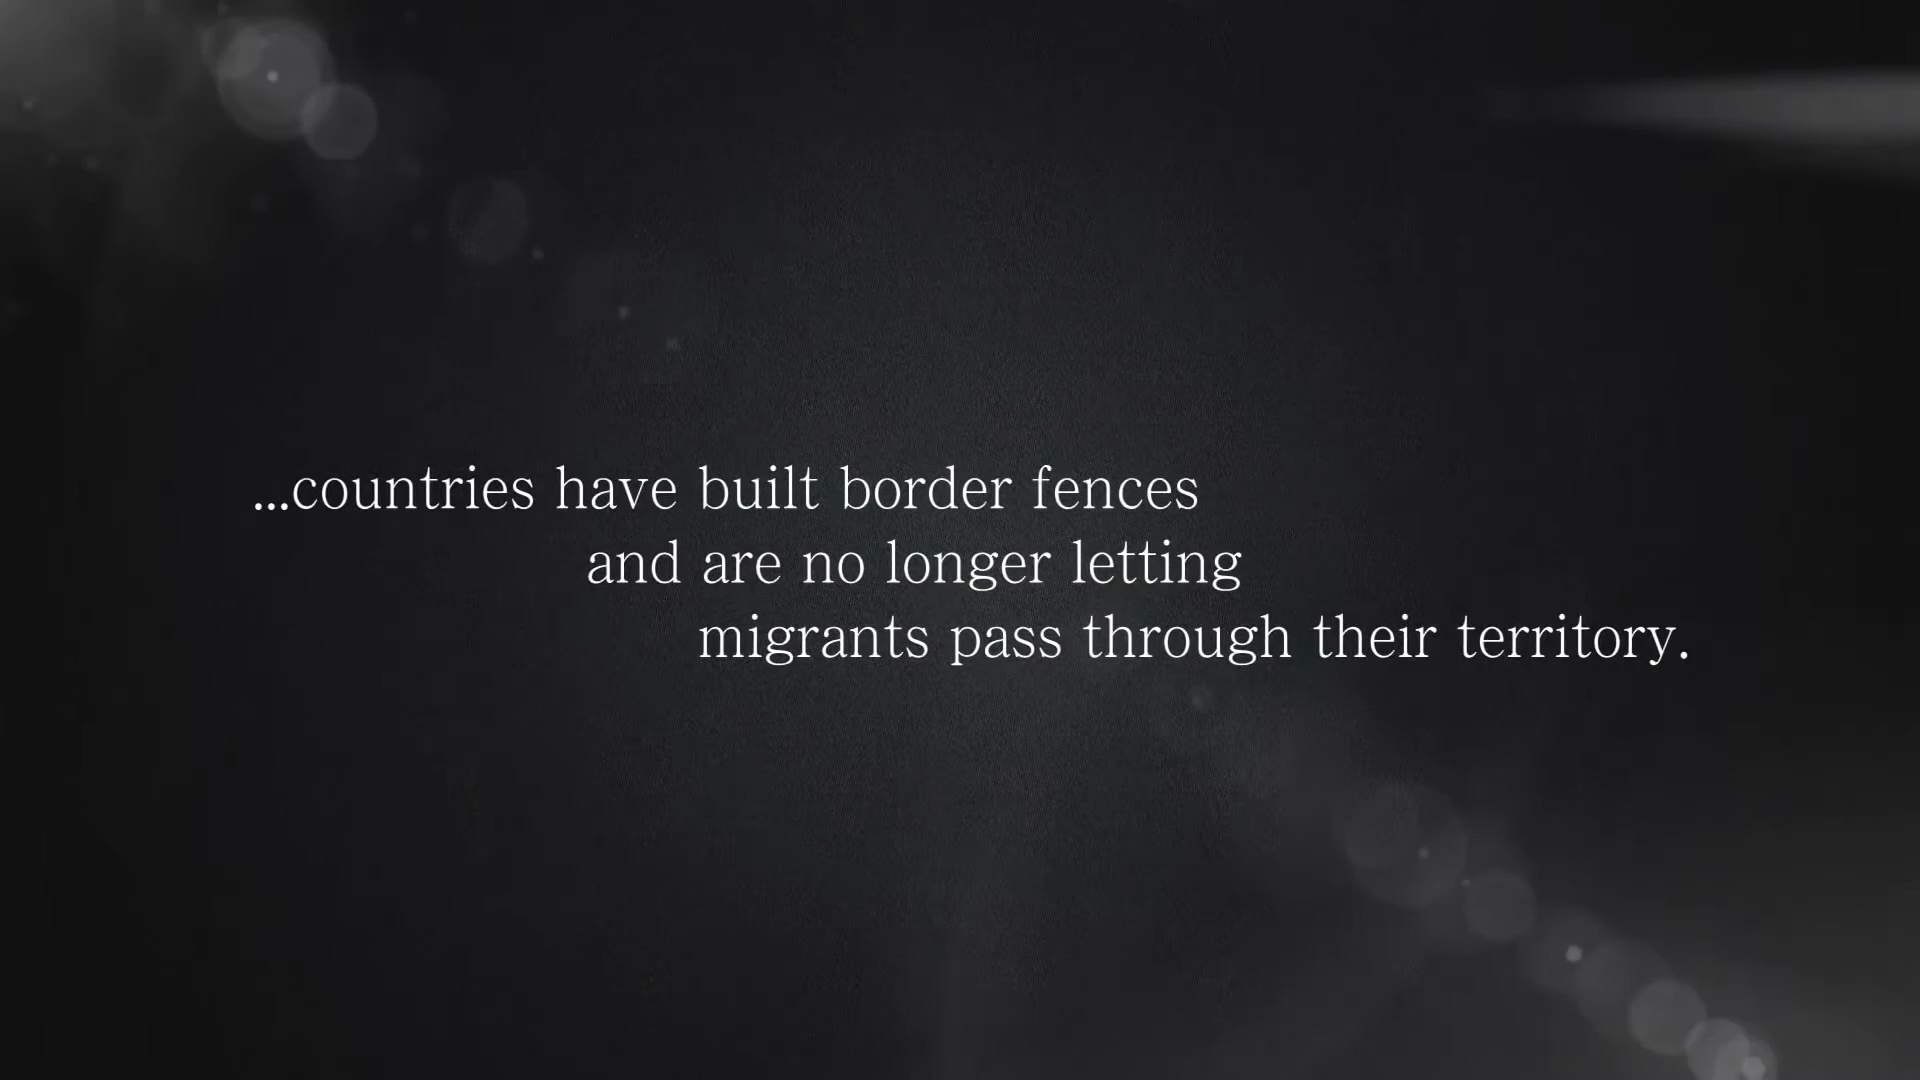 ...countries have built border fences
and are no longer letting
migrants pass through their territory.